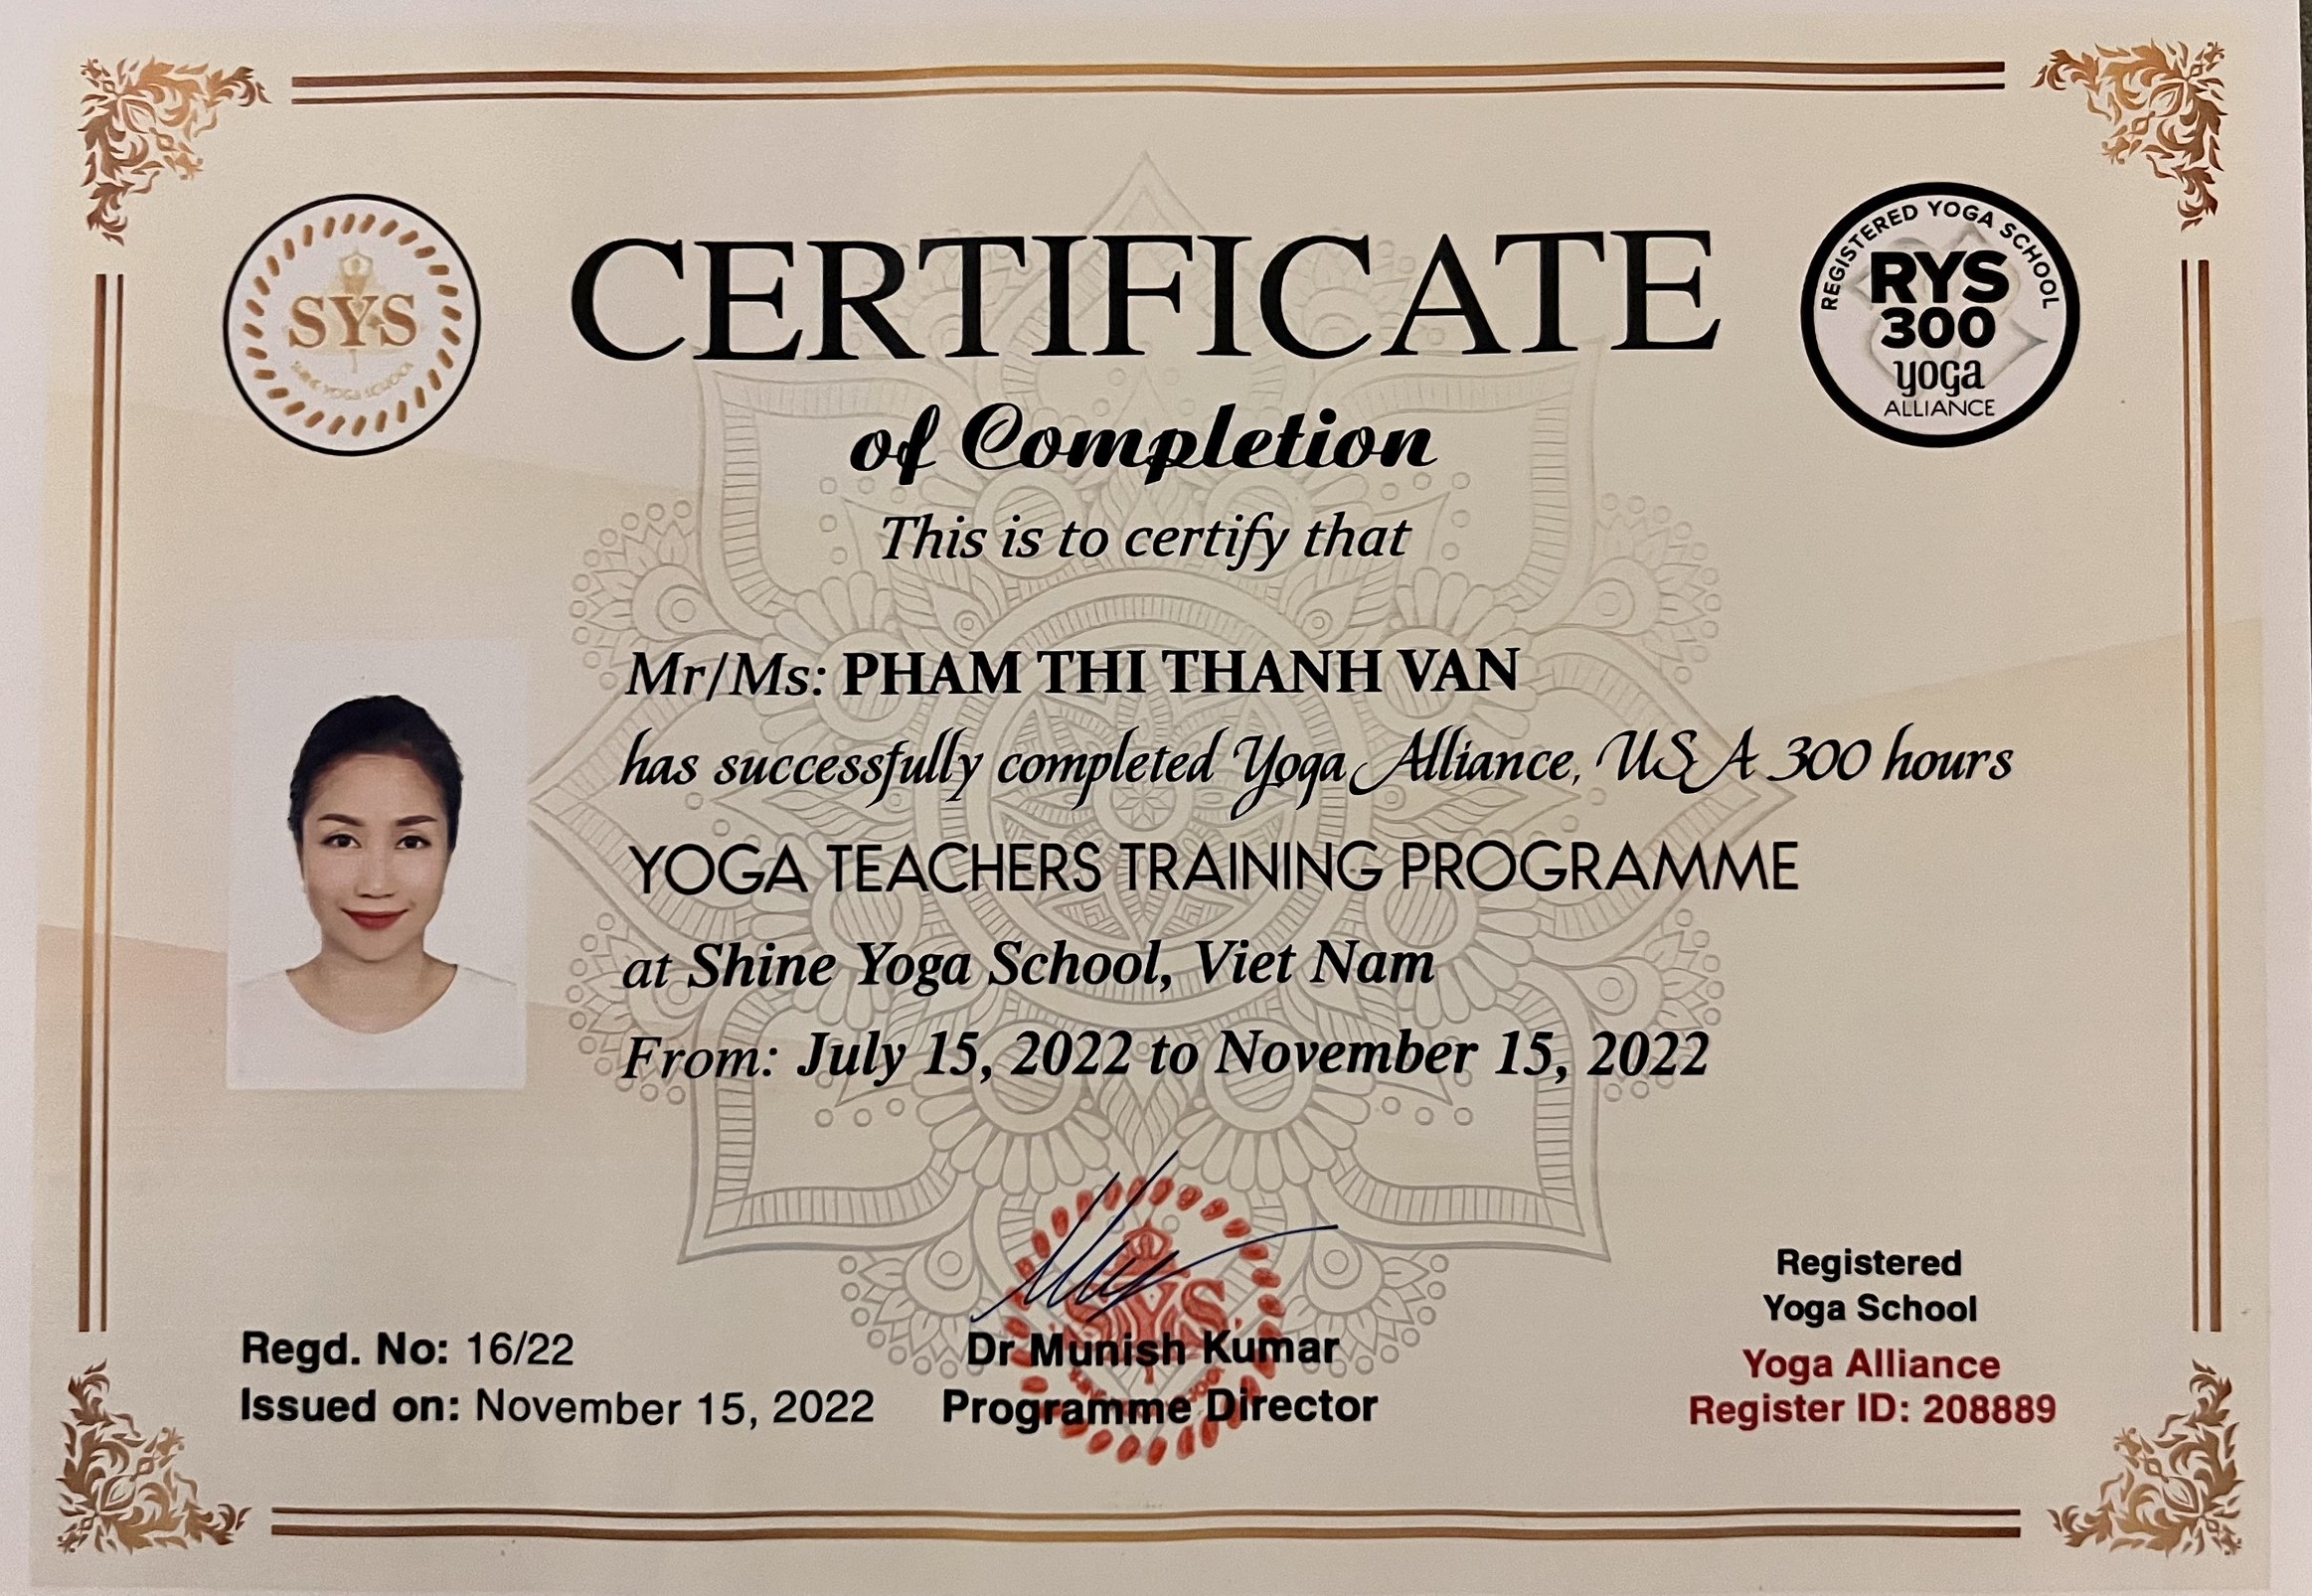 SYS
SHINE YOGA SCHOOL
CERTIFICATE
REGISTERED YOGA SCHOOL
RYS
300
yoga
ALLIANCE
of Completion
This is to certify that
Mr/Ms: PHAM THI THANH VAN
has successfully completed Yoga Alliance, USA 300 hours
YOGA TEACHERS TRAINING PROGRAMME
at Shine Yoga School, Viet Nam
From: July 15, 2022 to November 15, 2022
SYS
Regd. No: 16/22
Issued on: November 15, 2022
Dr Munish Kumar
Programme Director
Registered
Yoga School
Yoga Alliance
Register ID: 208889